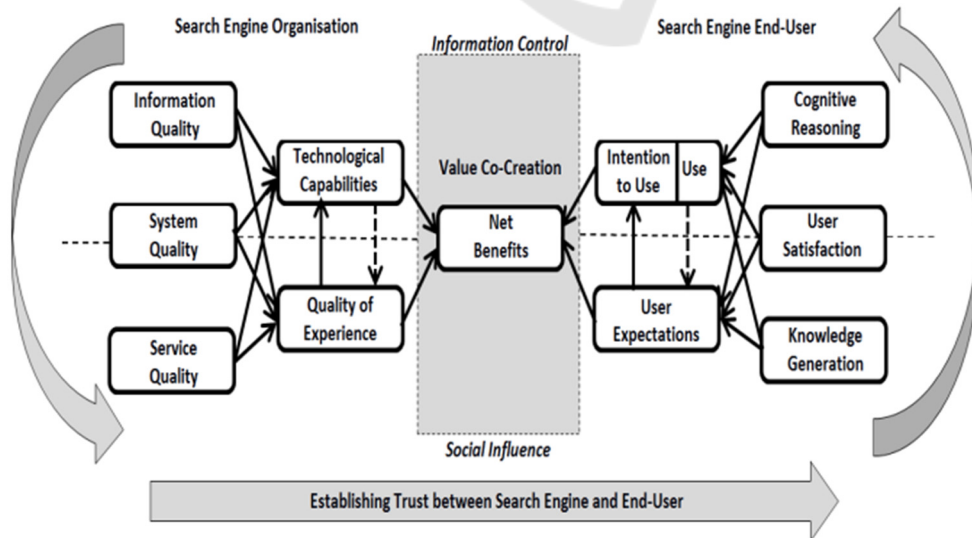 Search Engine Organisation
Information Control
Search Engine End-User
Information
Quality
Cognitive
Reasoning
Technological
Capabilities
Value Co-Creation
Intention
to Use
Use
System
Quality
Net
Benefits
User
Satisfaction
Quality of
Experience
User
Expectations
Service
Quality
Knowledge
Generation
Social Influence
Establishing Trust between Search Engine and End-User